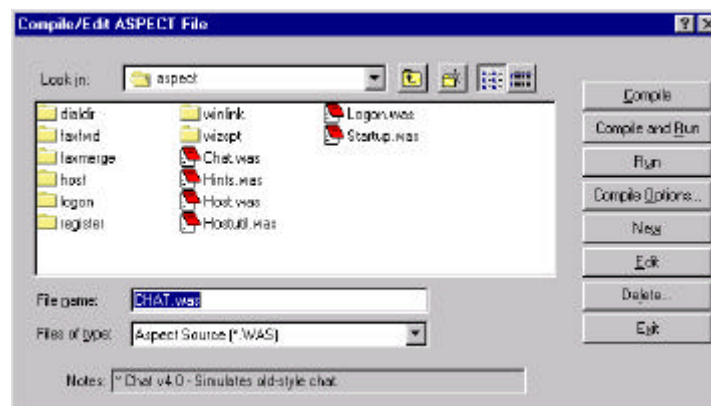 Compile/Edit ASPECT File
Look in: aspect
dialdir
faxfwd
faxmerge
host
logon
register
winlink
wizspt
Chat.was
Hints.was
Host.was
Hostutil.was
Logon.was
Startup.was
Compile
Compile and Run
Run
Compile Options...
New
Edit
Delete...
Exit
File name: CHAT.was
Files of type: Aspect Source (*.WAS)
Notes: * Chat v4.0 - Simulates old-style chat.